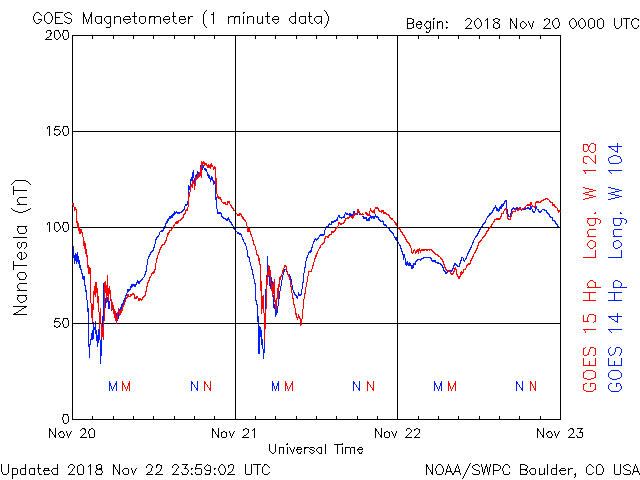 GOES Magnetometer (1 minute data)
Begin: 2018 Nov 20 0000 UTC
200
150
100
50
0
NanoTesla (nT)
M M
N N
M M
N N
M M
N N
Nov 20
Nov 21
Nov 22
Nov 23
Universal Time
GOES 15 Hp Long. W 128
GOES 14 Hp Long. W 104
Updated 2018 Nov 22 23:59:02 UTC
NOAA/SWPC Boulder, CO USA